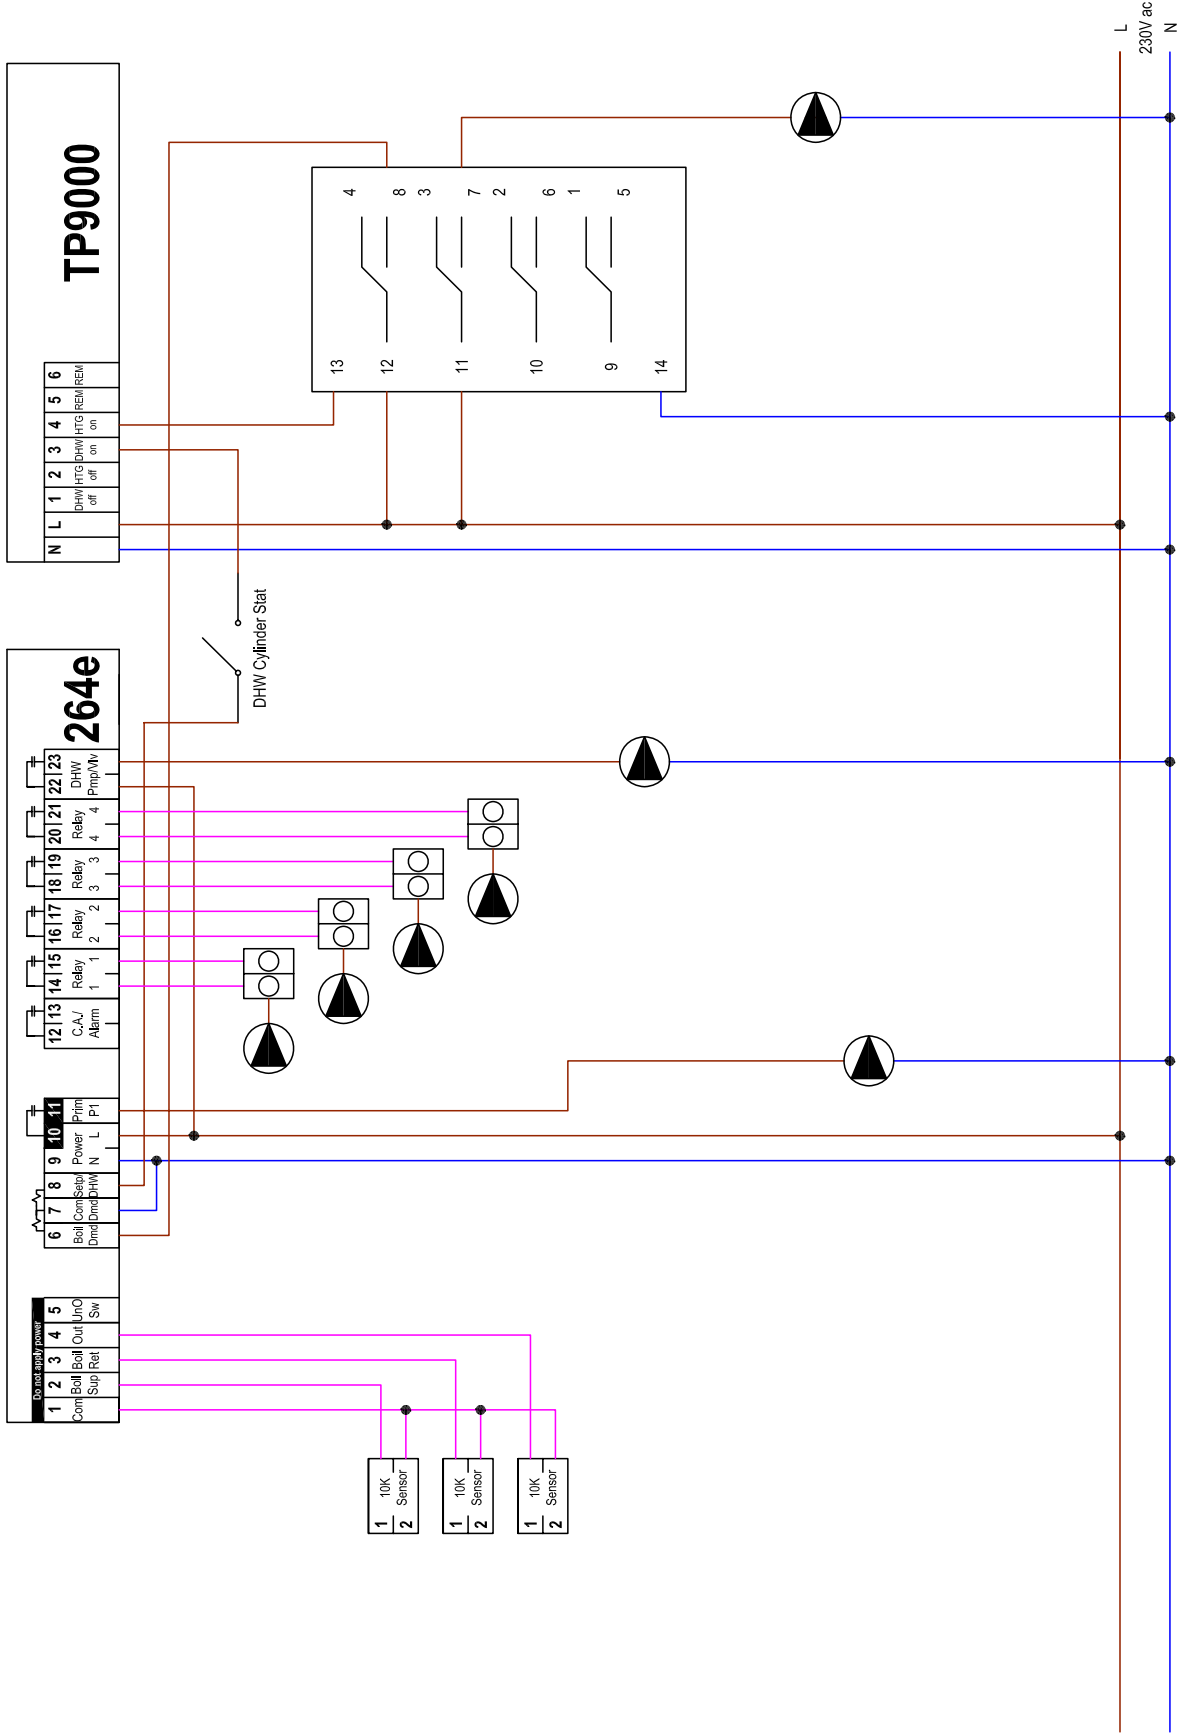 Do not apply power
1 2 3 4 5
Com Boil Boil Out UnO
Sup Ret Sw
6 7 8 9 10 11
Boil Com Setp/ Power Prim
Dmd Dmd DHW N L P1
12 13 14 15 16 17 18 19 20 21 22 23
C.A./ Relay Relay Relay Relay DHW
Alarm 1 1 2 2 3 3 4 4 Pmp/Vlv
264e
N L 1 2 3 4 5 6
DHW HTG DHW HTG REM REM
off off on on
TP9000
DHW Cylinder Stat
13
4
12
8
3
11
7
2
10
6
1
9
5
14
1 10K
2 Sensor
1 10K
2 Sensor
1 10K
2 Sensor
L
230V ac
N